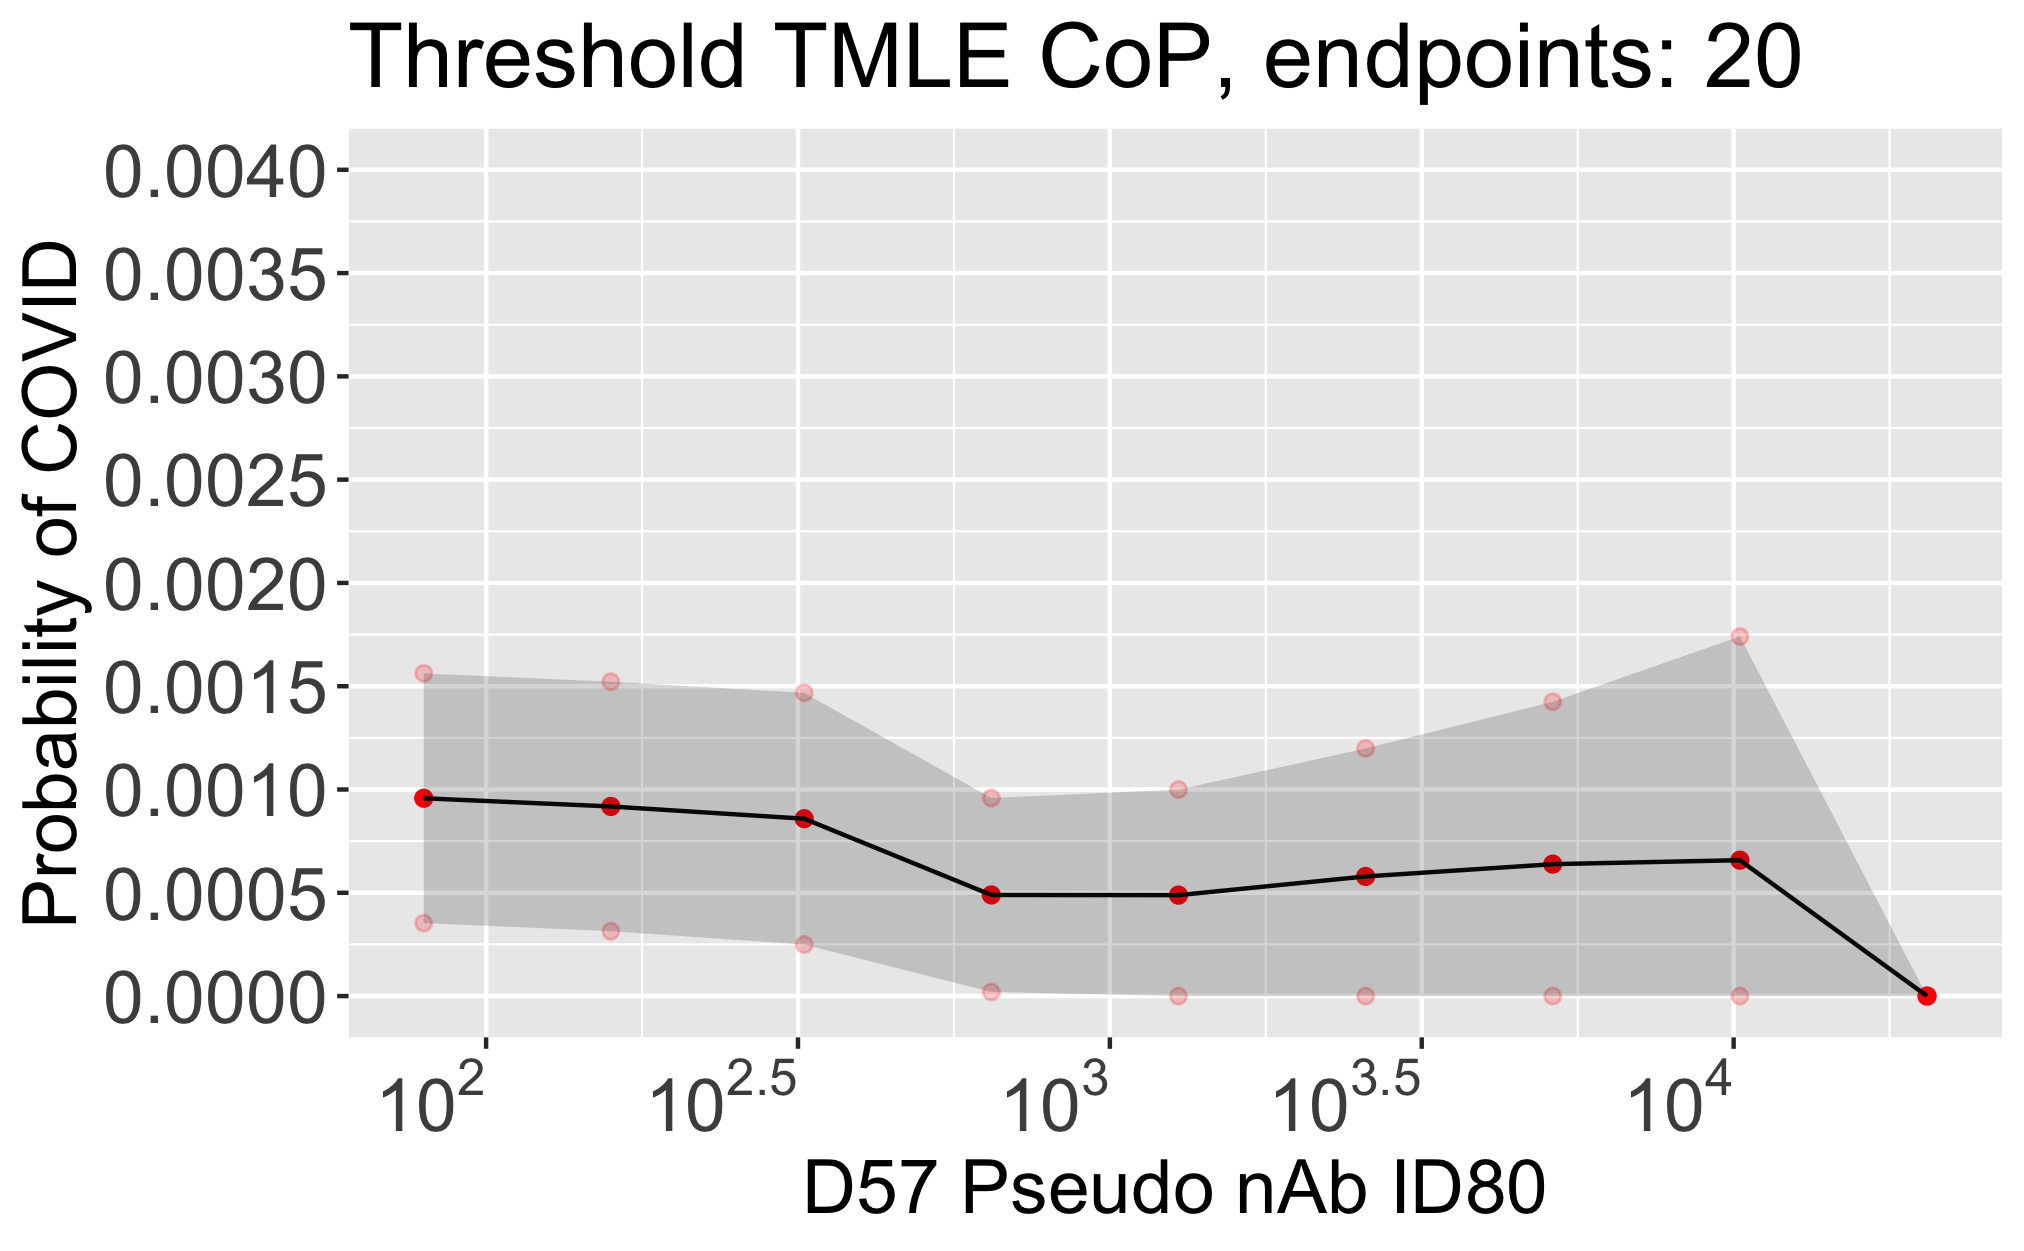 Threshold TMLE CoP, endpoints: 20
Probability of COVID
0.0040
0.0035
0.0030
0.0025
0.0020
0.0015
0.0010
0.0005
0.0000
10^2 10^2.5 10^3 10^3.5 10^4
D57 Pseudo nAb ID80